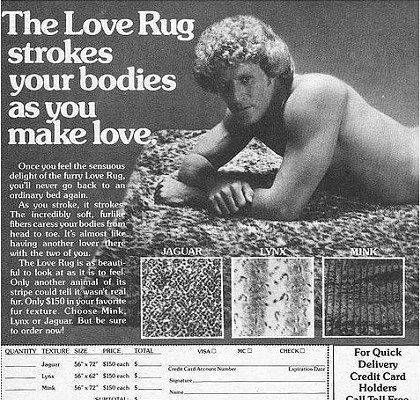 The Love Rug
strokes
your bodies
as you
make love.
Once you feel the sensuous
delight of the furry Love Rug,
you'll never go back to an
ordinary bed again.
As you stroke, it strokes.
The incredibly soft, furlike
fibers caress your bodies from
head to toe. It's almost like
having another lover there
with the two of you.
The Love Rug is as beauti-
ful to look at as it is to feel.
Only another animal of its
stripe could tell it wasn't real
fur. Only $150 in your favorite
fur texture. Choose Mink,
Lynx or Jaguar. But be sure
to order now!
JAGUAR LYNX MINK
QUANTITY TEXTURE SIZE PRICE TOTAL
Jaguar 56" x 72" $150 each $
Lynx 56" x 62" $150 each $
Mink 56" x 72" $150 each $
SUBTOTAL: $
VISA MC CHECK
Credit Card Account Number Expiration Date
Signature
Name
For Quick
Delivery
Credit Card
Holders
Call Toll Free